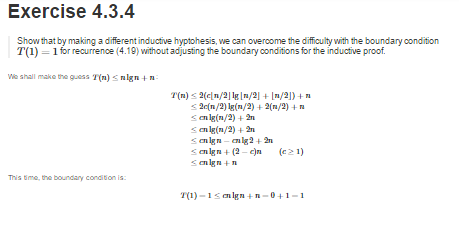 Exercise 4.3.4
Show that by making a different inductive hyptohesis, we can overcome the difficulty with the boundary condition
T(1) = 1 for recurrence (4.19) without adjusting the boundary conditions for the inductive proof.
We shall make the guess T(n) ≤ n lg n + n:
T(n) ≤ 2(c⌊n/2⌋ lg⌊n/2⌋ + ⌊n/2⌋) + n
≤ 2c(n/2) lg(n/2) + 2(n/2) + n
≤ cn lg(n/2) + 2n
≤ cn lg(n/2) + 2n
≤ cn lg n − cn lg 2 + 2n
≤ cn lg n + (2 − c)n (c ≥ 1)
≤ cn lg n + n
This time, the boundary condition is:
T(1) = 1 ≤ cn lg n + n = 0 + 1 = 1